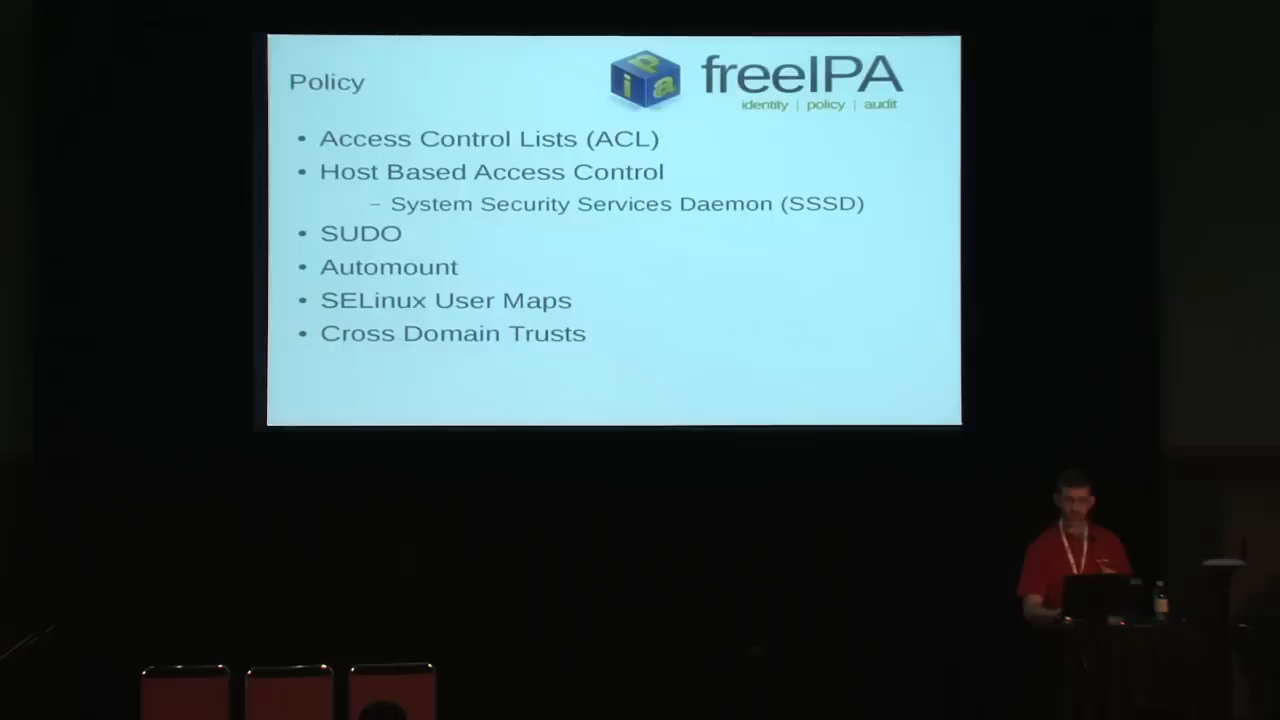 Policy
iPa
freeIPA
identity | policy | audit
• Access Control Lists (ACL)
• Host Based Access Control
– System Security Services Daemon (SSSD)
• SUDO
• Automount
• SELinux User Maps
• Cross Domain Trusts